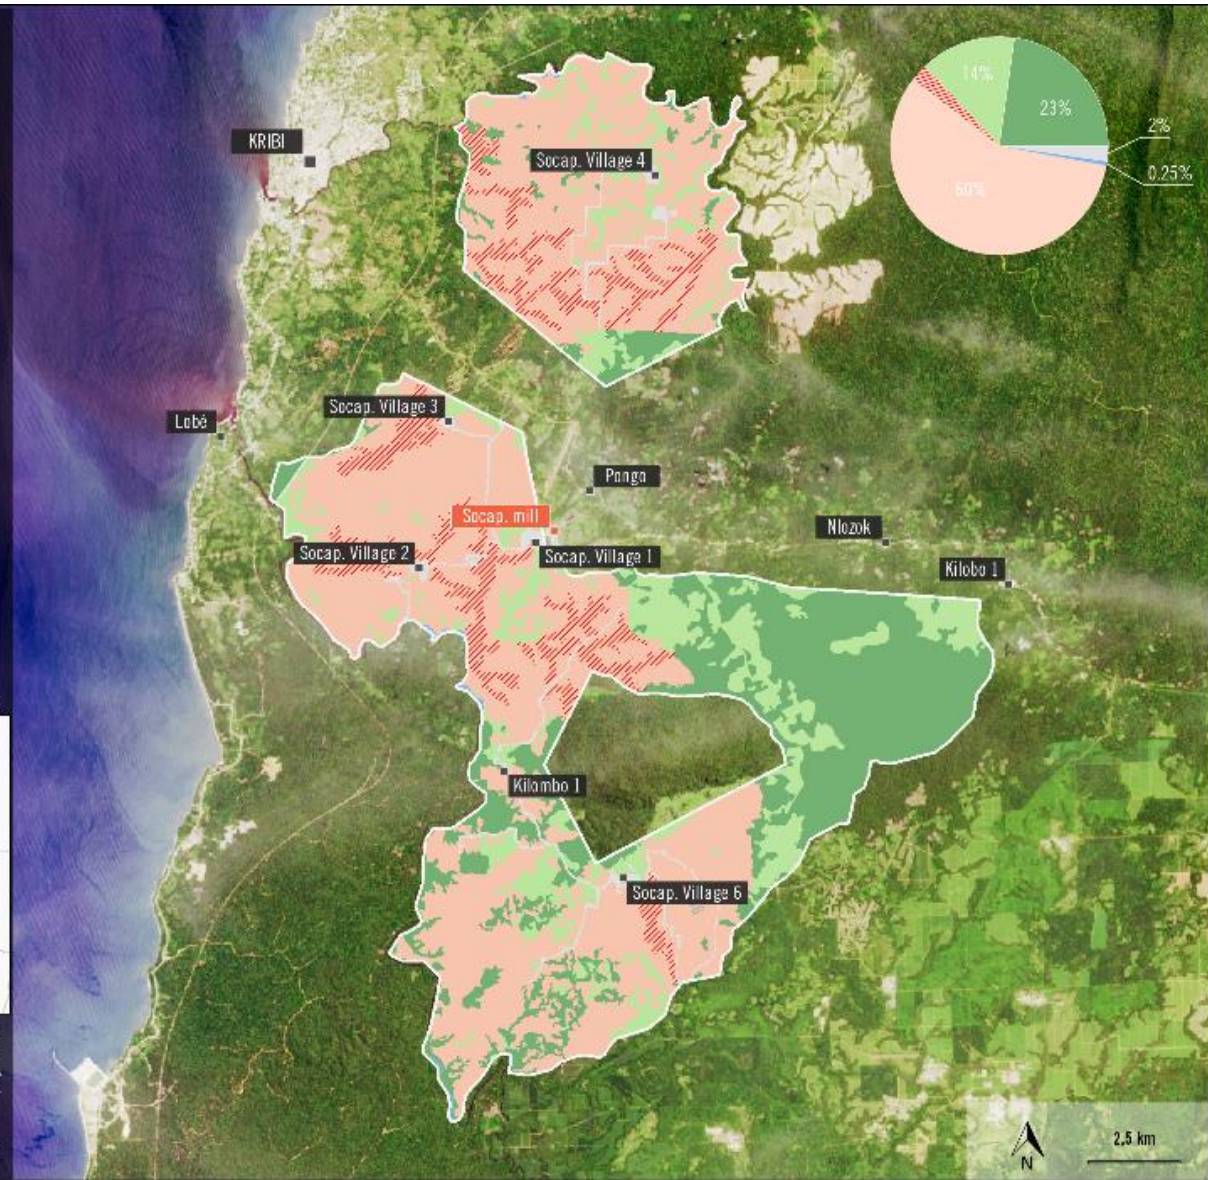 KRIBI
14%
23%
2%
0.25%
60%
Socap. Village 4
Socap. Village 3
Lobé
Pongo
Socap. mill
Nlozok
Socap. Village 2
Socap. Village 1
Kilobo 1
Kilombo 1
Socap. Village 6
N
2,5 km